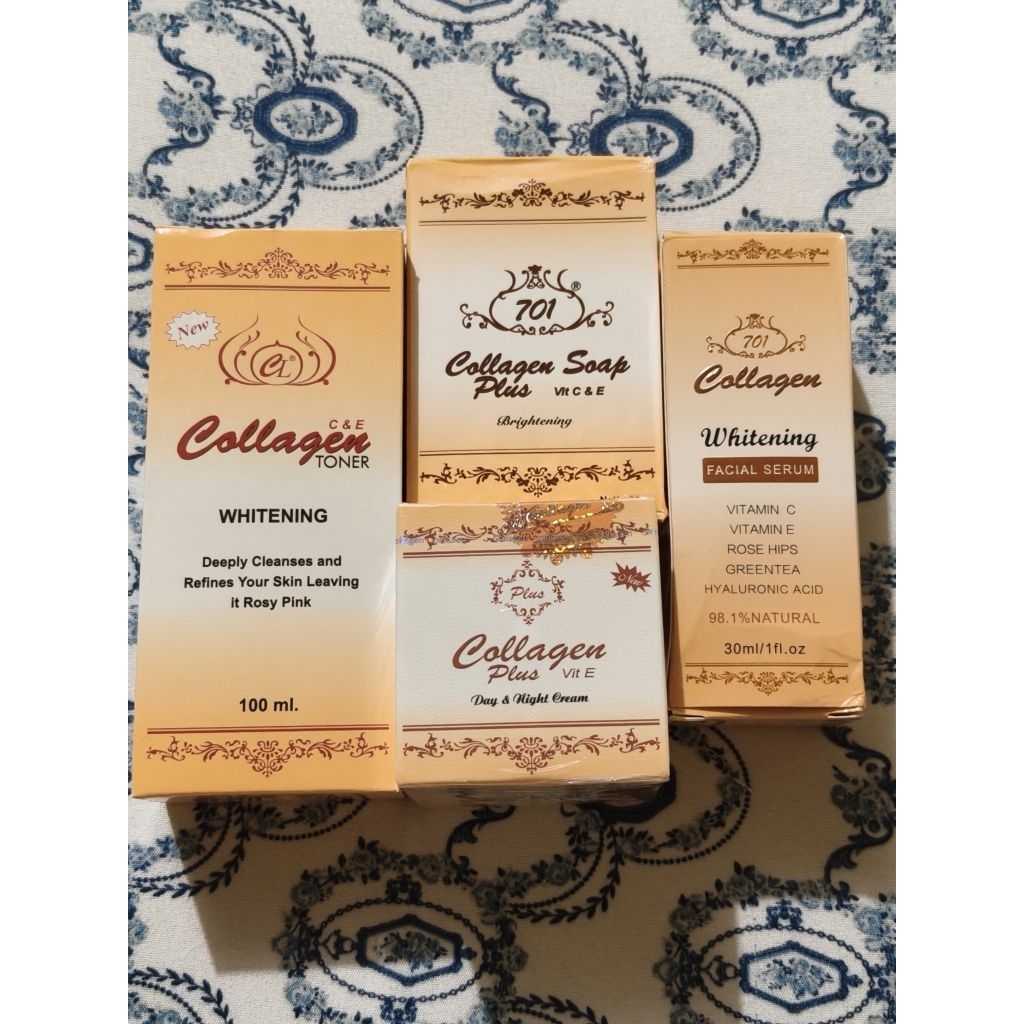 New
CL®
C & E
Collagen
TONER
WHITENING
Deeply Cleanses and
Refines Your Skin Leaving
it Rosy Pink
100 ml.
701®
Collagen Soap
Plus Vit C & E
Brightening
New
Plus
Collagen
Plus Vit E
Day & Night Cream
701
Collagen
Whitening
FACIAL SERUM
VITAMIN C
VITAMIN E
ROSE HIPS
GREENTEA
HYALURONIC ACID
98.1%NATURAL
30ml/1fl.oz